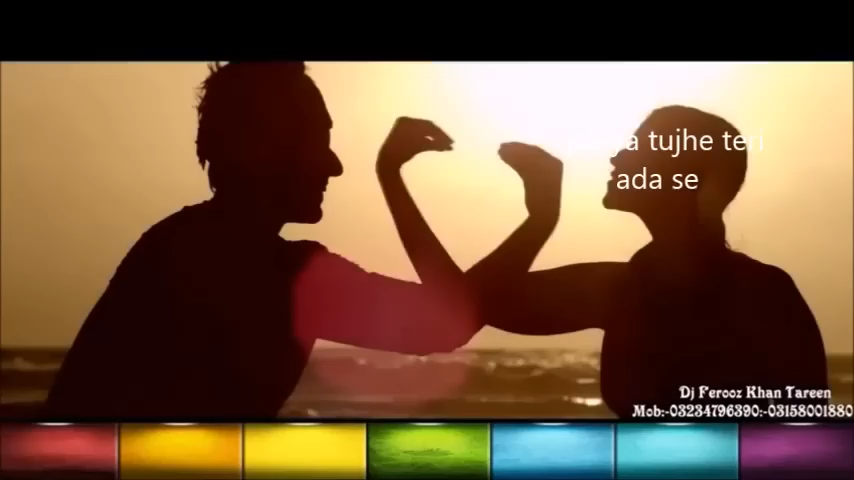 tujhe teri
ada se
Dj Ferooz Khan Tareen
Mob:-03234796390:-03158001880